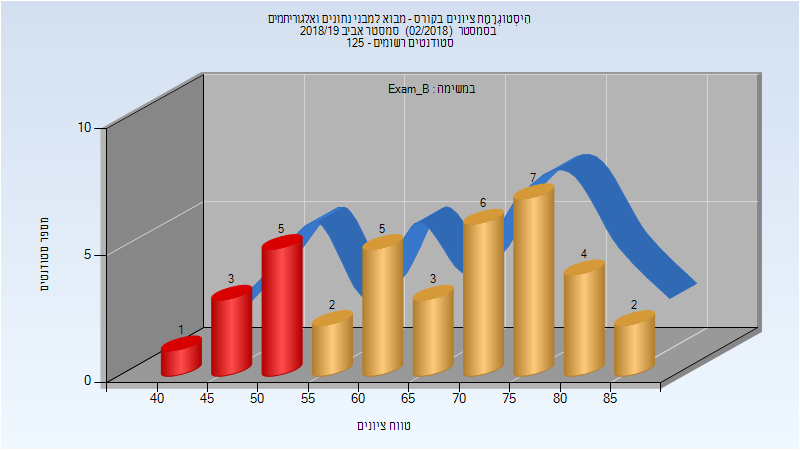 היסטוגרמת ציונים בקורס - מבוא למבני נתונים ואלגוריתמים
בסמסטר (02/2018) סמסטר אביב 2018/19
סטודנטים רשומים - 125
במשימה : Exam_B
מספר סטודנטים
10
5
0
1
3
5
2
5
3
6
7
4
2
40 45 50 55 60 65 70 75 80 85
טווח ציונים